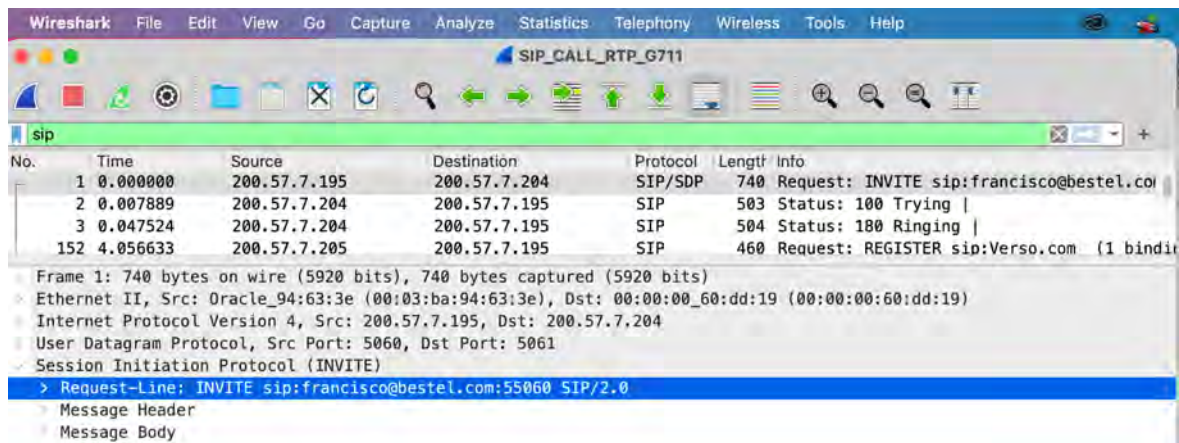 Wireshark File Edit View Go Capture Analyze Statistics Telephony Wireless Tools Help
SIP_CALL_RTP_G711
sip
No. Time Source Destination Protocol Length Info
1 0.000000 200.57.7.195 200.57.7.204 SIP/SDP 740 Request: INVITE sip:francisco@bestel.co
2 0.007889 200.57.7.204 200.57.7.195 SIP 503 Status: 100 Trying |
3 0.047524 200.57.7.204 200.57.7.195 SIP 504 Status: 180 Ringing |
152 4.056633 200.57.7.205 200.57.7.195 SIP 460 Request: REGISTER sip:Verso.com (1 bindi
Frame 1: 740 bytes on wire (5920 bits), 740 bytes captured (5920 bits)
Ethernet II, Src: Oracle_94:63:3e (00:03:ba:94:63:3e), Dst: 00:00:00_60:dd:19 (00:00:00:60:dd:19)
Internet Protocol Version 4, Src: 200.57.7.195, Dst: 200.57.7.204
User Datagram Protocol, Src Port: 5060, Dst Port: 5061
Session Initiation Protocol (INVITE)
> Request-Line: INVITE sip:francisco@bestel.com:55060 SIP/2.0
Message Header
Message Body